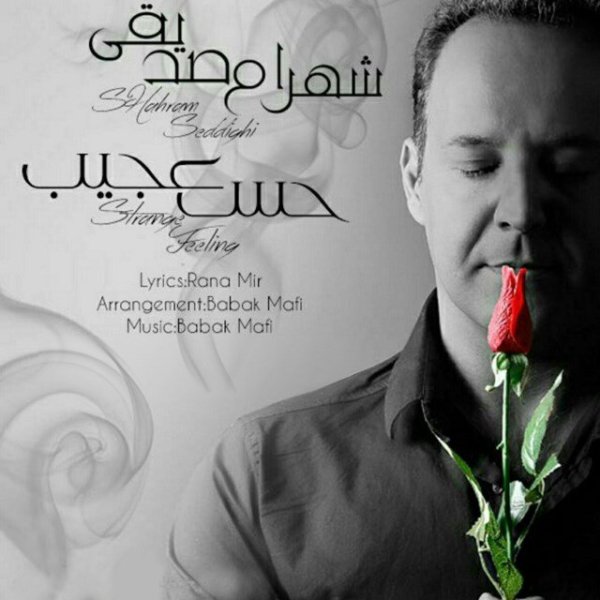 شهرام صدیقی
SHahram
Seddighi
حس عجیب
Strange
Feeling
Lyrics:Rana Mir
Arrangement:Babak Mafi
Music:Babak Mafi